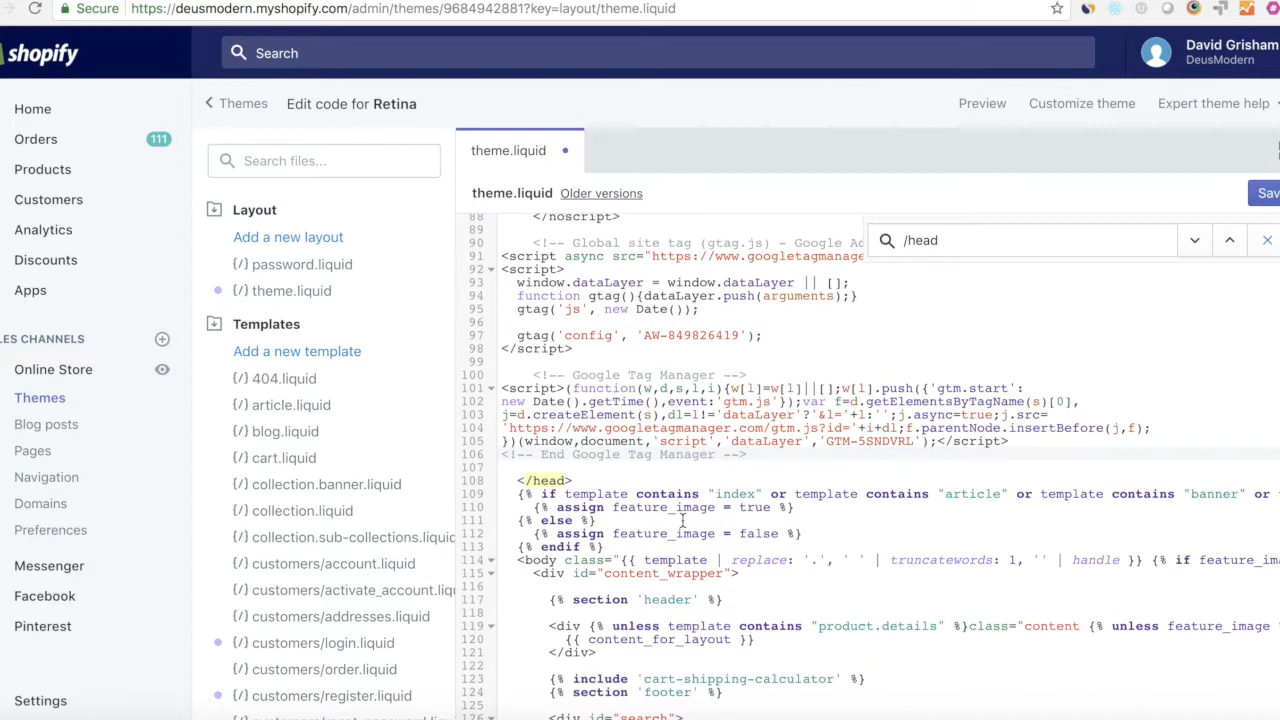 Secure https://deusmodern.myshopify.com/admin/themes/9684942881?key=layout/theme.liquid
shopify
Search
David Grisham
DeusModern
Home
Orders 111
Products
Customers
Analytics
Discounts
Apps
LES CHANNELS
Online Store
Themes
Blog posts
Pages
Navigation
Domains
Preferences
Messenger
Facebook
Pinterest
Settings
Themes Edit code for Retina
Preview Customize theme Expert theme help
Search files...
Layout
Add a new layout
{/} password.liquid
{/} theme.liquid
Templates
Add a new template
{/} 404.liquid
{/} article.liquid
{/} blog.liquid
{/} cart.liquid
{/} collection.banner.liquid
{/} collection.liquid
{/} collection.sub-collections.liquid
{/} customers/account.liquid
{/} customers/activate_account.liqu
{/} customers/addresses.liquid
{/} customers/login.liquid
{/} customers/order.liquid
{/} customers/register.liquid
theme.liquid
theme.liquid Older versions
Sav
/head
88 </noscript>
89
90 <!-- Global site tag (gtag.js) - Google Ad
91 <script async src="https://www.googletagmanager
92 <script>
93 window.dataLayer = window.dataLayer || [];
94 function gtag(){dataLayer.push(arguments);}
95 gtag('js', new Date());
96
97 gtag('config', 'AW-849826419');
98 </script>
99
100 <!-- Google Tag Manager -->
101 <script>(function(w,d,s,l,i){w[l]=w[l]||[];w[l].push({'gtm.start':
102 new Date().getTime(),event:'gtm.js'});var f=d.getElementsByTagName(s)[0],
103 j=d.createElement(s),dl=l!='dataLayer'?'&l='+l:'';j.async=true;j.src=
104 'https://www.googletagmanager.com/gtm.js?id='+i+dl;f.parentNode.insertBefore(j,f);
105 })(window,document,'script','dataLayer','GTM-5SNDVRL');</script>
106 <!-- End Google Tag Manager -->
107
108 </head>
109 {% if template contains "index" or template contains "article" or template contains "banner" or
110 {% assign feature_image = true %}
111 {% else %}
112 {% assign feature_image = false %}
113 {% endif %}
114 <body class="{{ template | replace: '.', ' ' | truncatewords: 1, '' | handle }} {% if feature_ima
115 <div id="content_wrapper">
116
117 {% section 'header' %}
118
119 <div {% unless template contains "product.details" %}class="content {% unless feature_image
120 {{ content_for_layout }}
121 </div>
122
123 {% include 'cart-shipping-calculator' %}
124 {% section 'footer' %}
125
126 <div id="search">